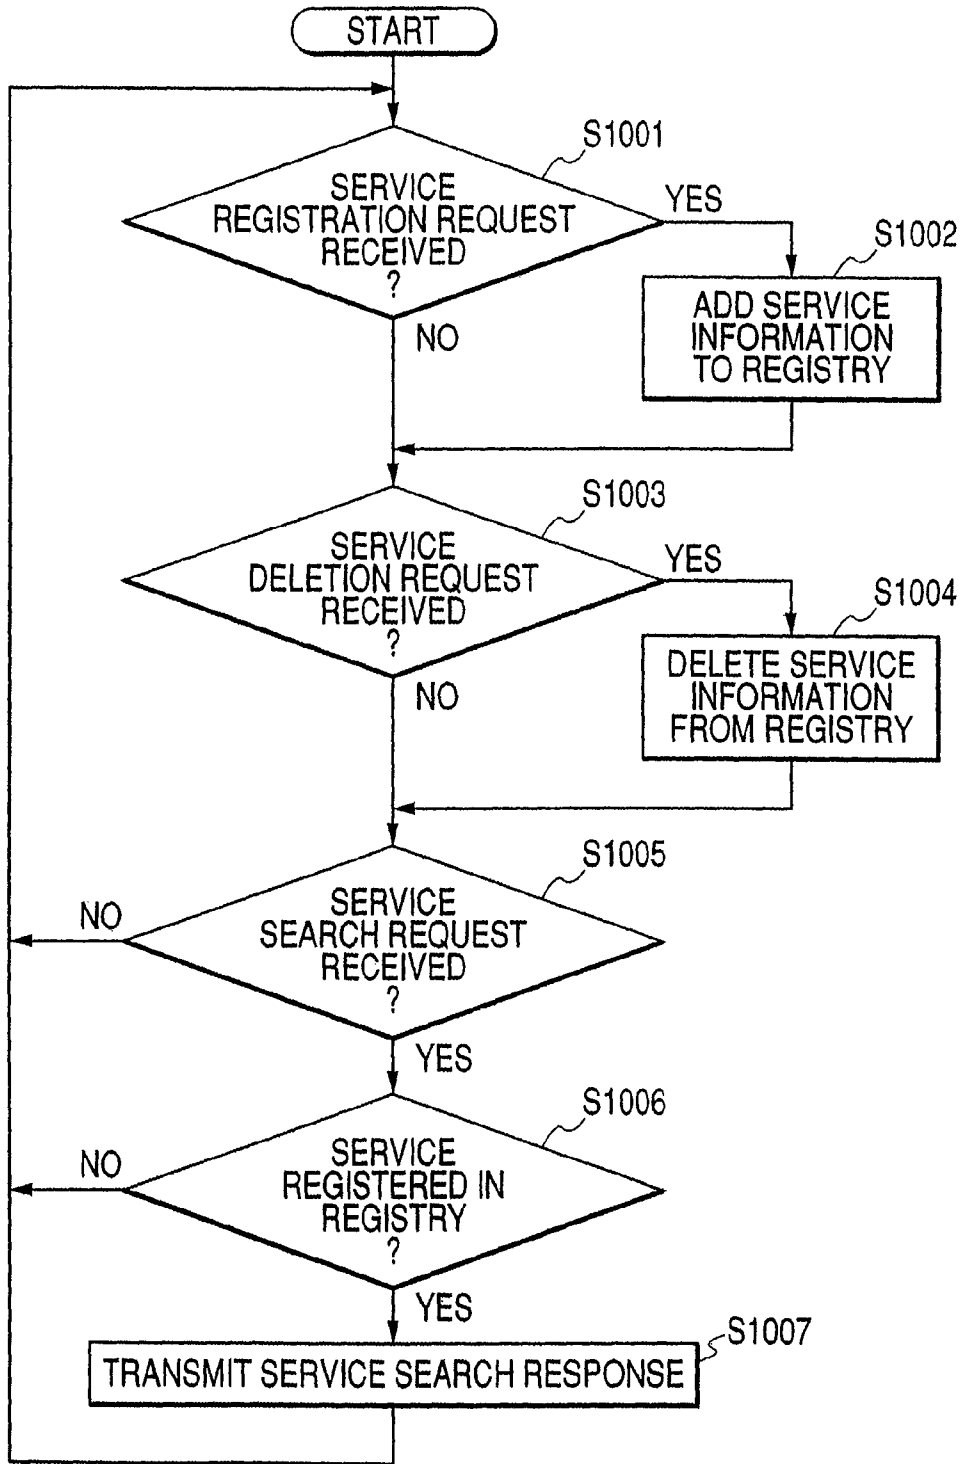 START
S1001
SERVICE
REGISTRATION REQUEST
RECEIVED
?
YES
NO
S1002
ADD SERVICE
INFORMATION
TO REGISTRY
S1003
SERVICE
DELETION REQUEST
RECEIVED
?
YES
NO
S1004
DELETE SERVICE
INFORMATION
FROM REGISTRY
S1005
SERVICE
SEARCH REQUEST
RECEIVED
?
NO
YES
S1006
SERVICE
REGISTERED IN
REGISTRY
?
NO
YES
S1007
TRANSMIT SERVICE SEARCH RESPONSE